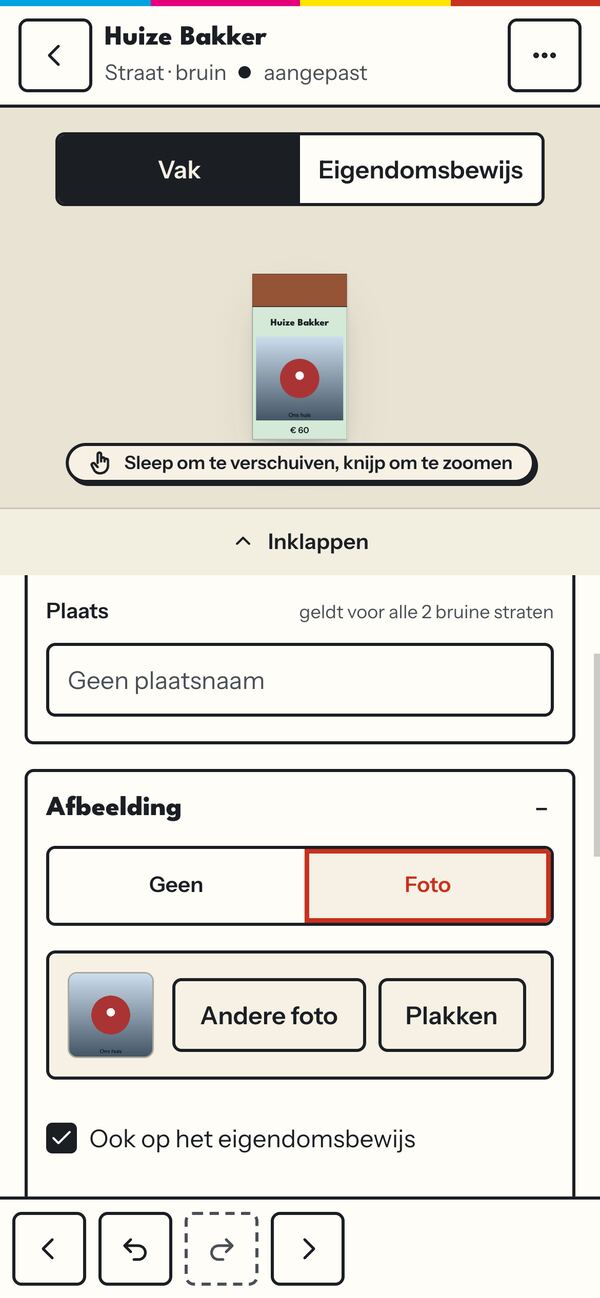 Huize Bakker
Straat · bruin ● aangepast
Vak
Eigendomsbewijs
Huize Bakker
Ons huis
€ 60
Sleep om te verschuiven, knijp om te zoomen
Inklappen
Plaats
geldt voor alle 2 bruine straten
Geen plaatsnaam
Afbeelding
Geen
Foto
Ons huis
Andere foto
Plakken
Ook op het eigendomsbewijs